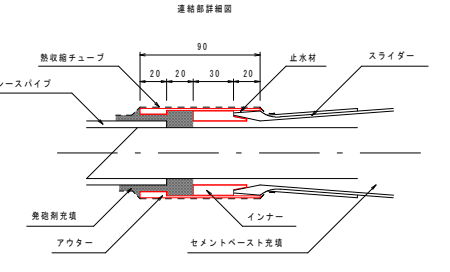 連結部詳細図
90
熱収縮チューブ
止水材
スライダー
20 20 30 20
ースパイプ
発砲剤充填
インナー
アウター
セメントペースト充填